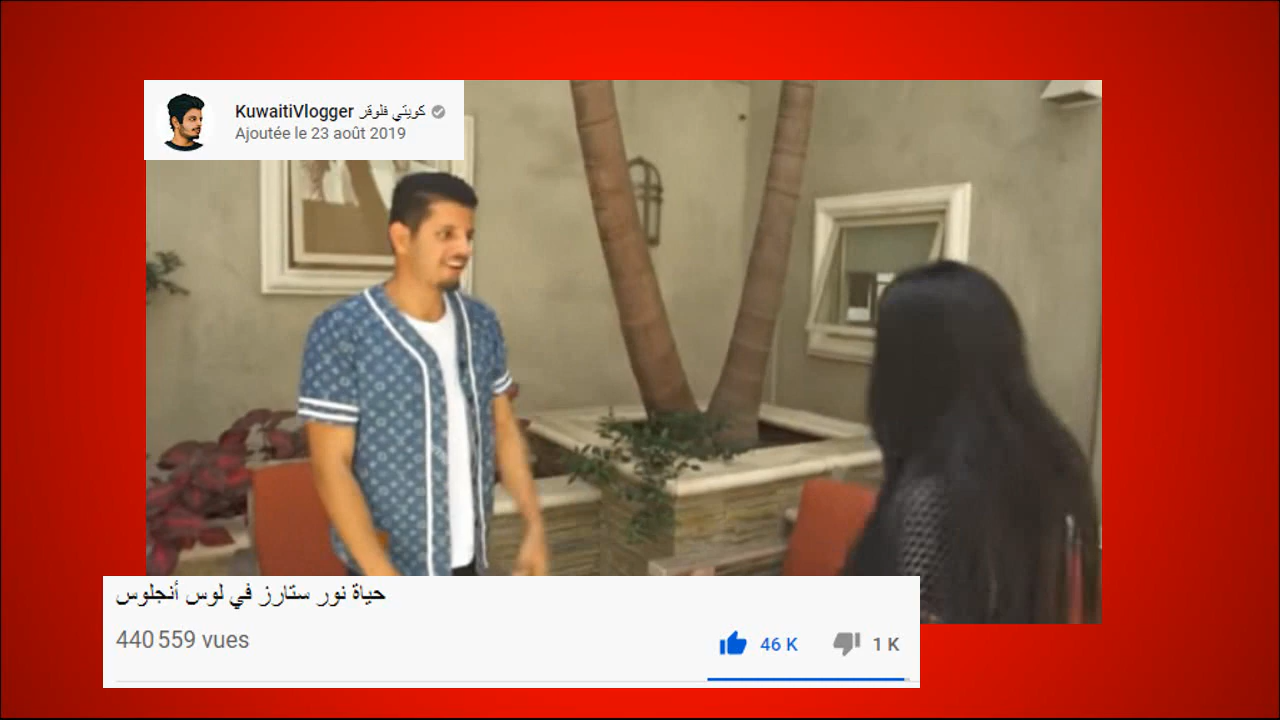 KuwaitiVlogger كويتي فلوقر
Ajoutée le 23 août 2019
حياة نور ستارز في لوس أنجلوس
440 559 vues
46 K
1 K